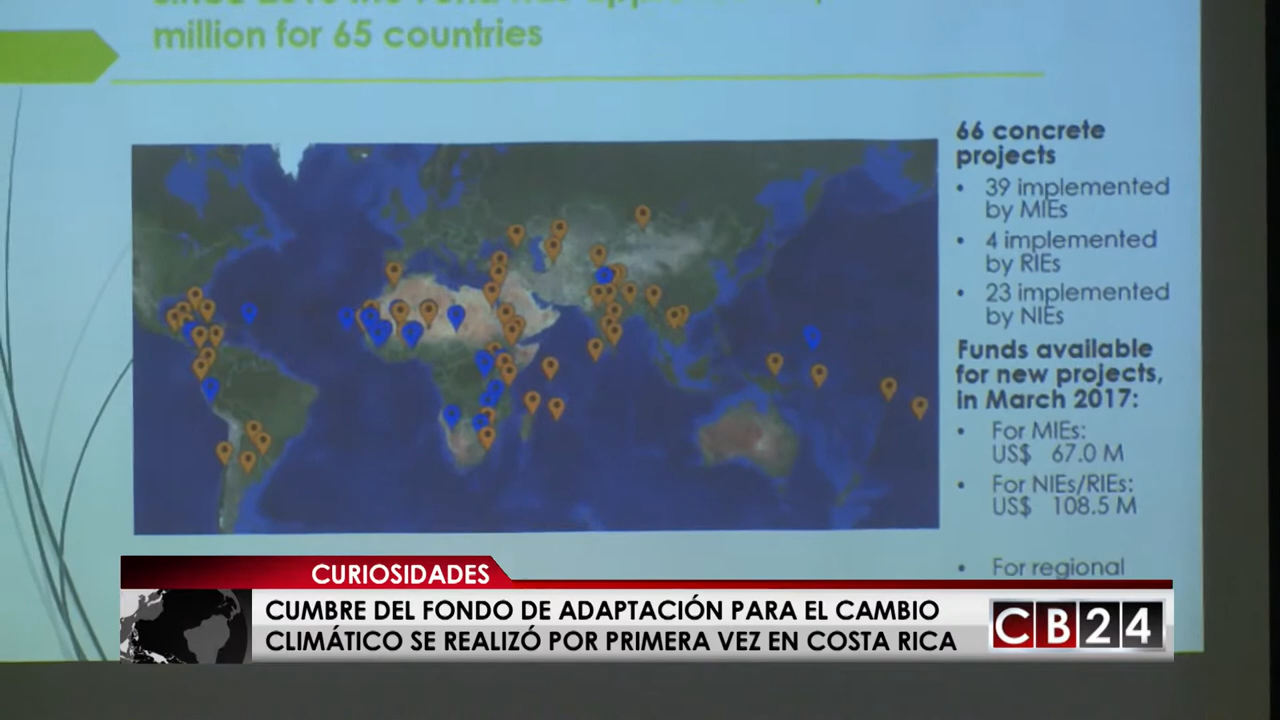 million for 65 countries
66 concrete
projects
• 39 implemented
by MIEs
• 4 implemented
by RIEs
• 23 implemented
by NIEs
Funds available
for new projects,
in March 2017:
• For MIEs:
US$ 67.0 M
• For NIEs/RIEs:
US$ 108.5 M
• For regional
CURIOSIDADES
CUMBRE DEL FONDO DE ADAPTACIÓN PARA EL CAMBIO
CLIMÁTICO SE REALIZÓ POR PRIMERA VEZ EN COSTA RICA
CB24